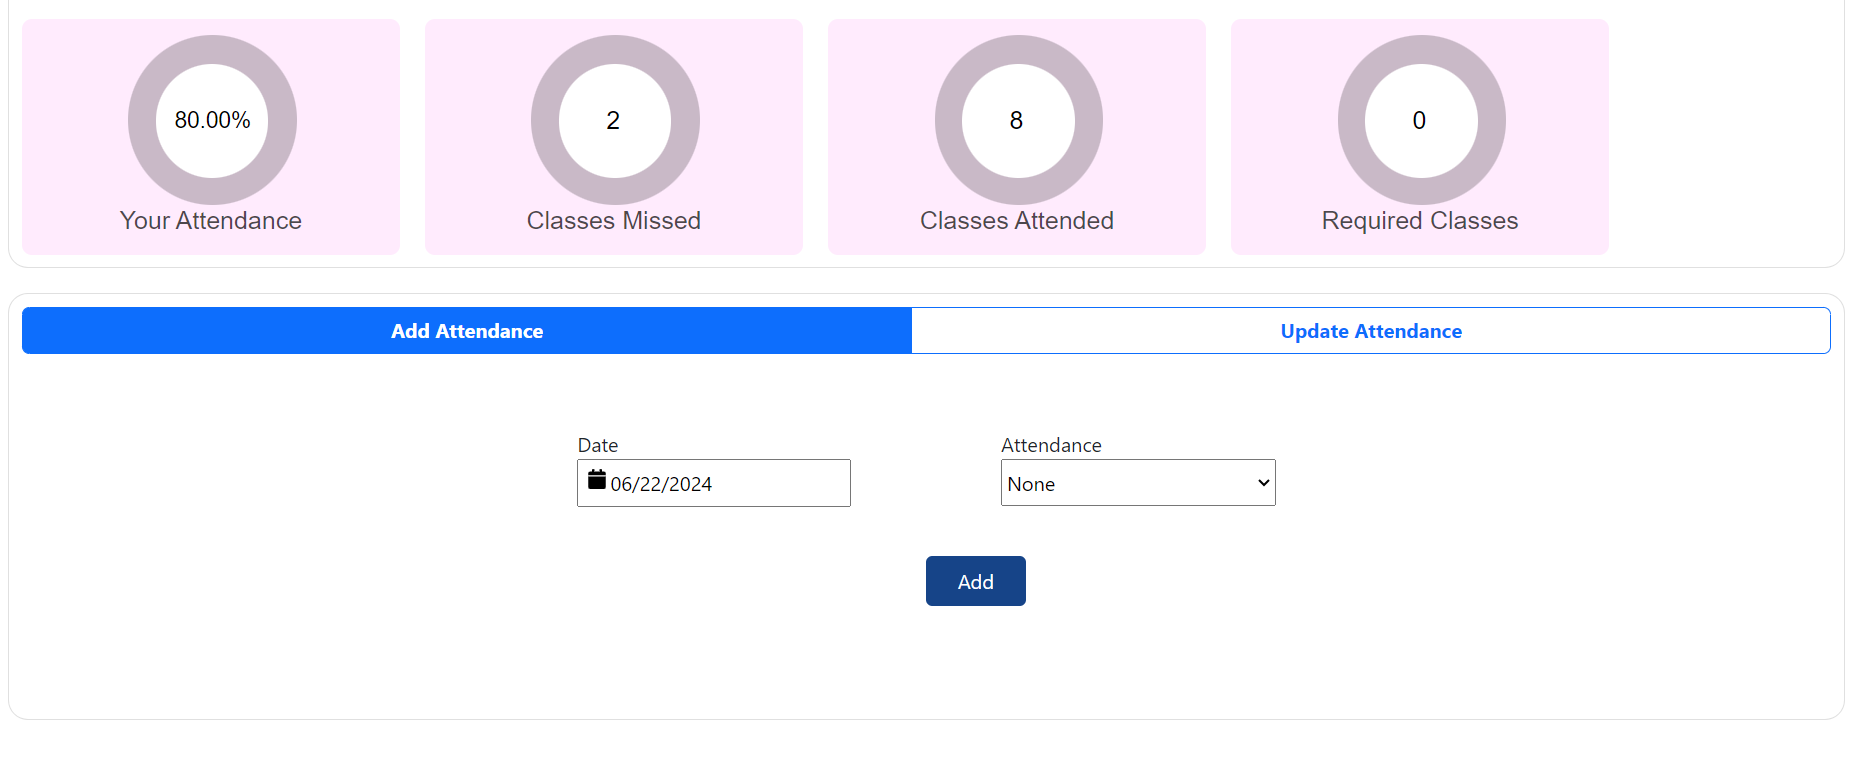 80.00%
Your Attendance
2
Classes Missed
8
Classes Attended
0
Required Classes
Add Attendance
Update Attendance
Date
06/22/2024
Attendance
None
Add